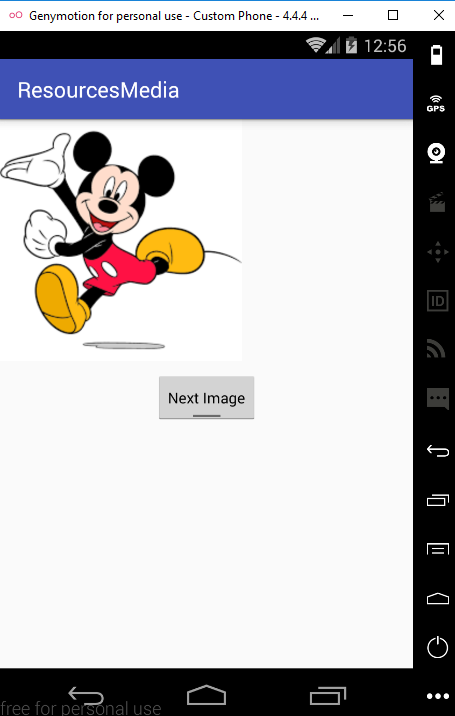 Genymotion for personal use - Custom Phone - 4.4.4 ...
12:56
ResourcesMedia
GPS
ID
Next Image
free for personal use